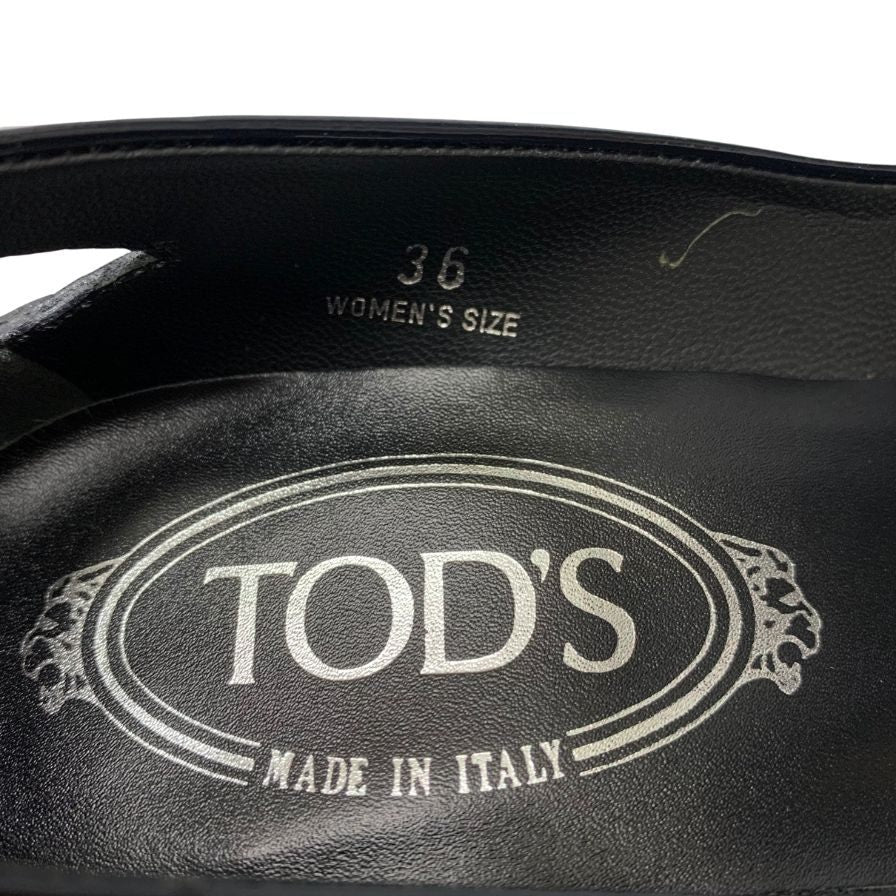 36
WOMEN'S SIZE
TOD'S
MADE IN ITALY